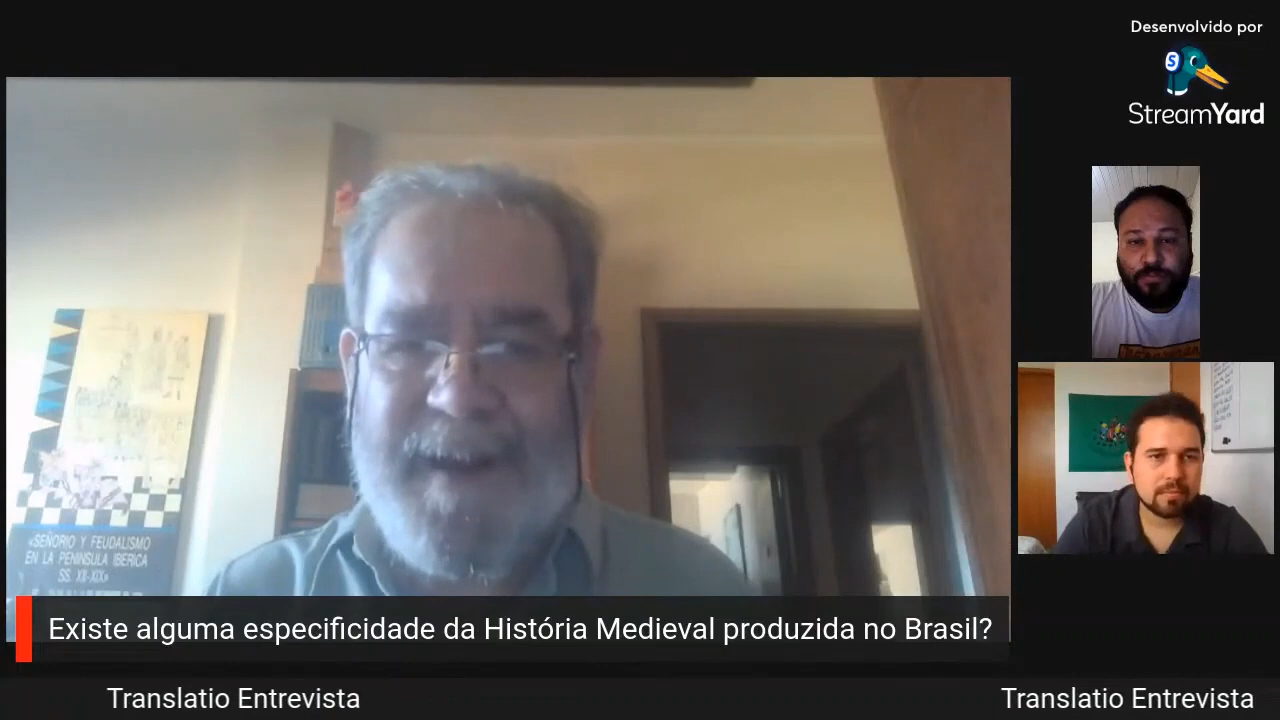 Desenvolvido por
S
StreamYard
«SEÑORIO Y FEUDALISMO
EN LA PENINSULA IBERICA
SS. XII-XIX»
Existe alguma especificidade da História Medieval produzida no Brasil?
Translatio Entrevista
Translatio Entrevista